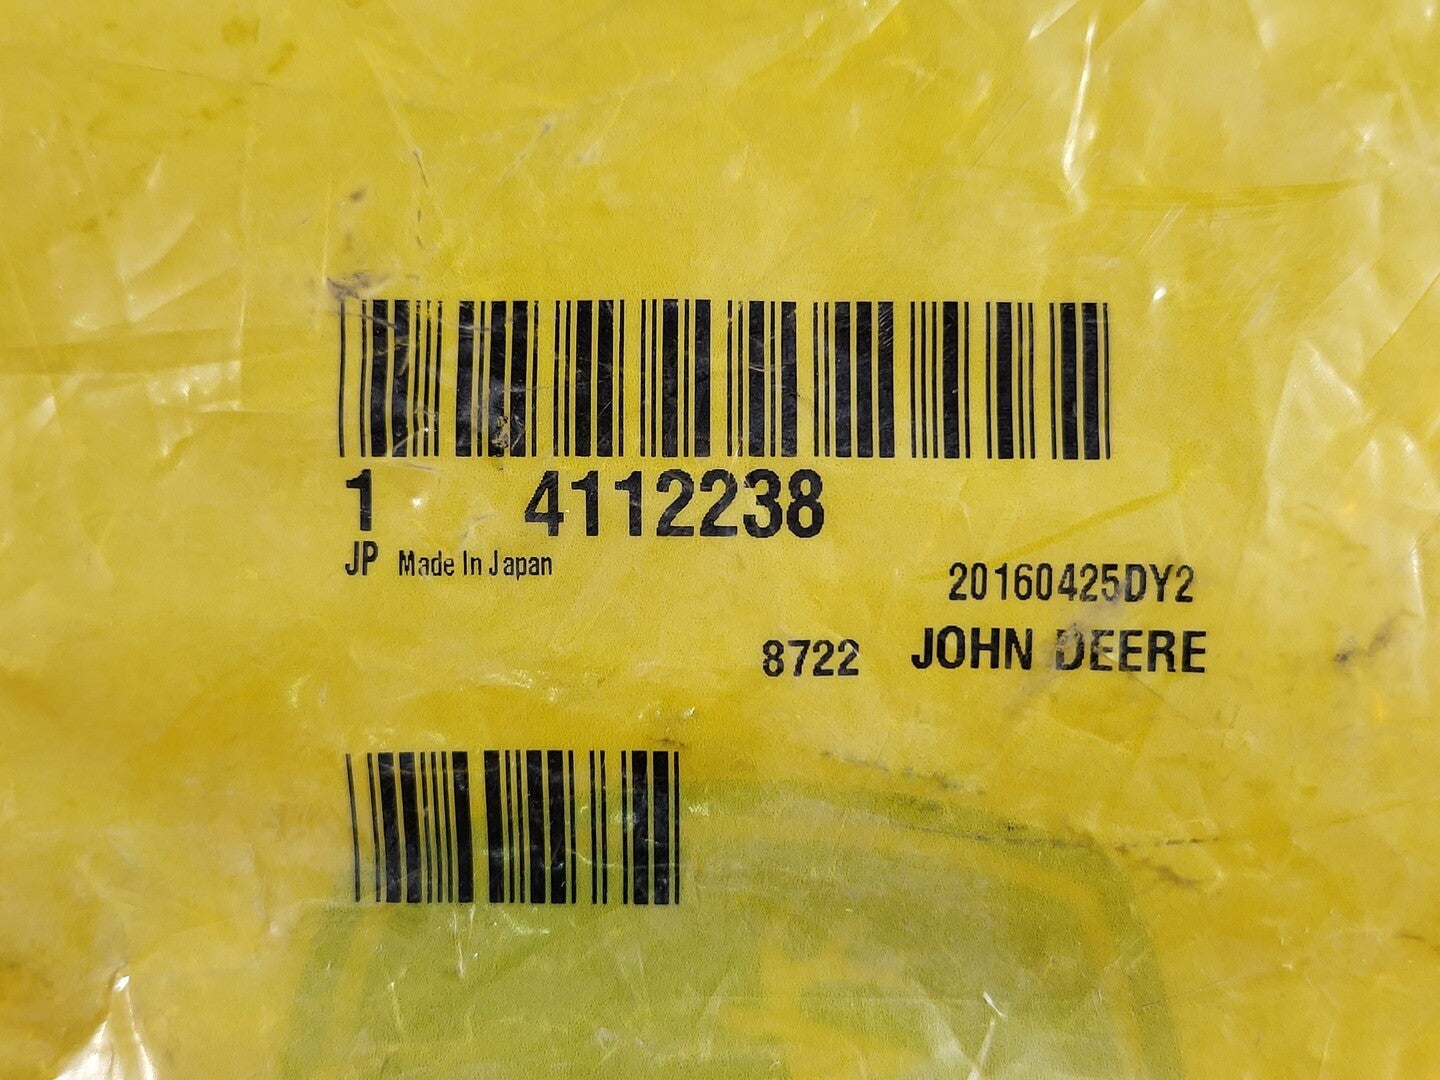 1 4112238
JP Made In Japan
20160425DY2
8722 JOHN DEERE